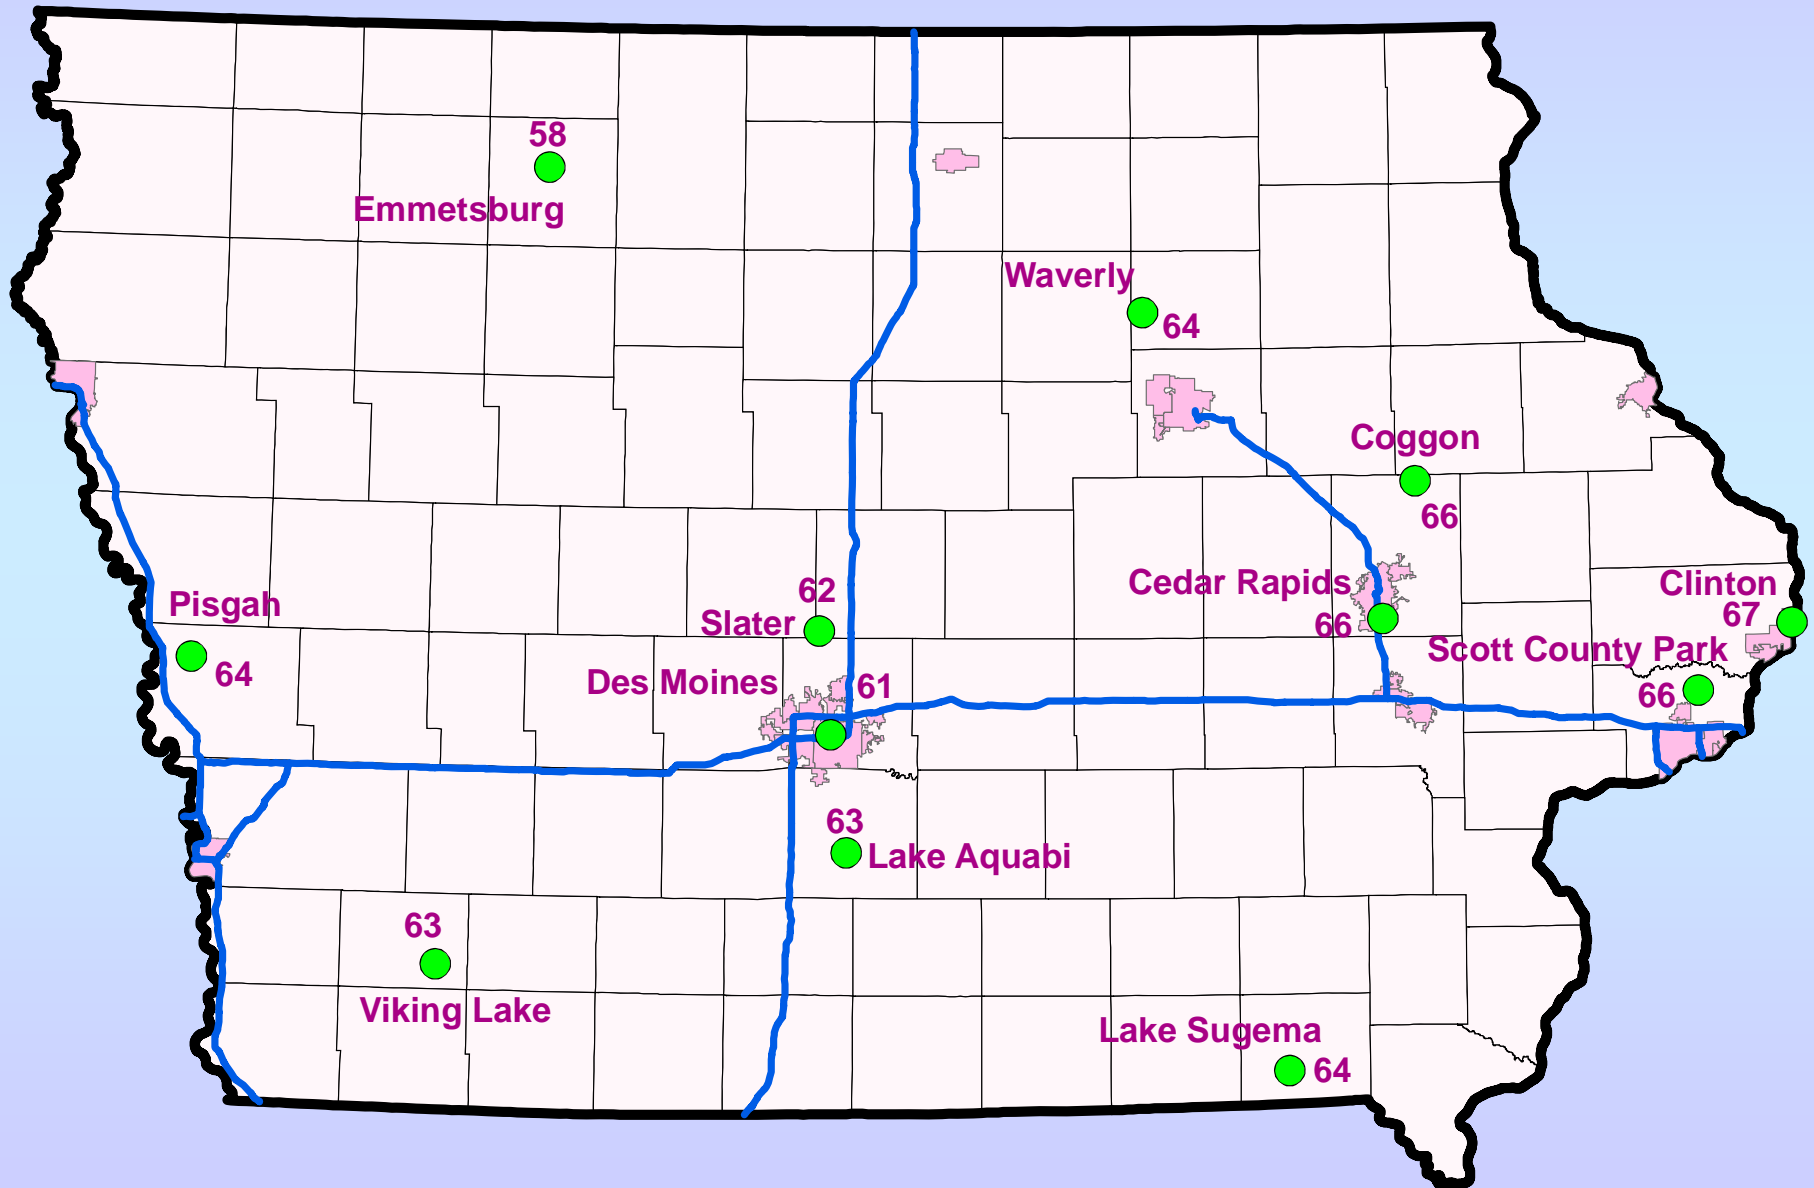 58
Emmetsburg
Waverly
64
Coggon
66
Cedar Rapids
66
Clinton
67
Scott County Park
66
Pisgah
64
62
Slater
Des Moines
61
63
Lake Aquabi
63
Viking Lake
Lake Sugema
64